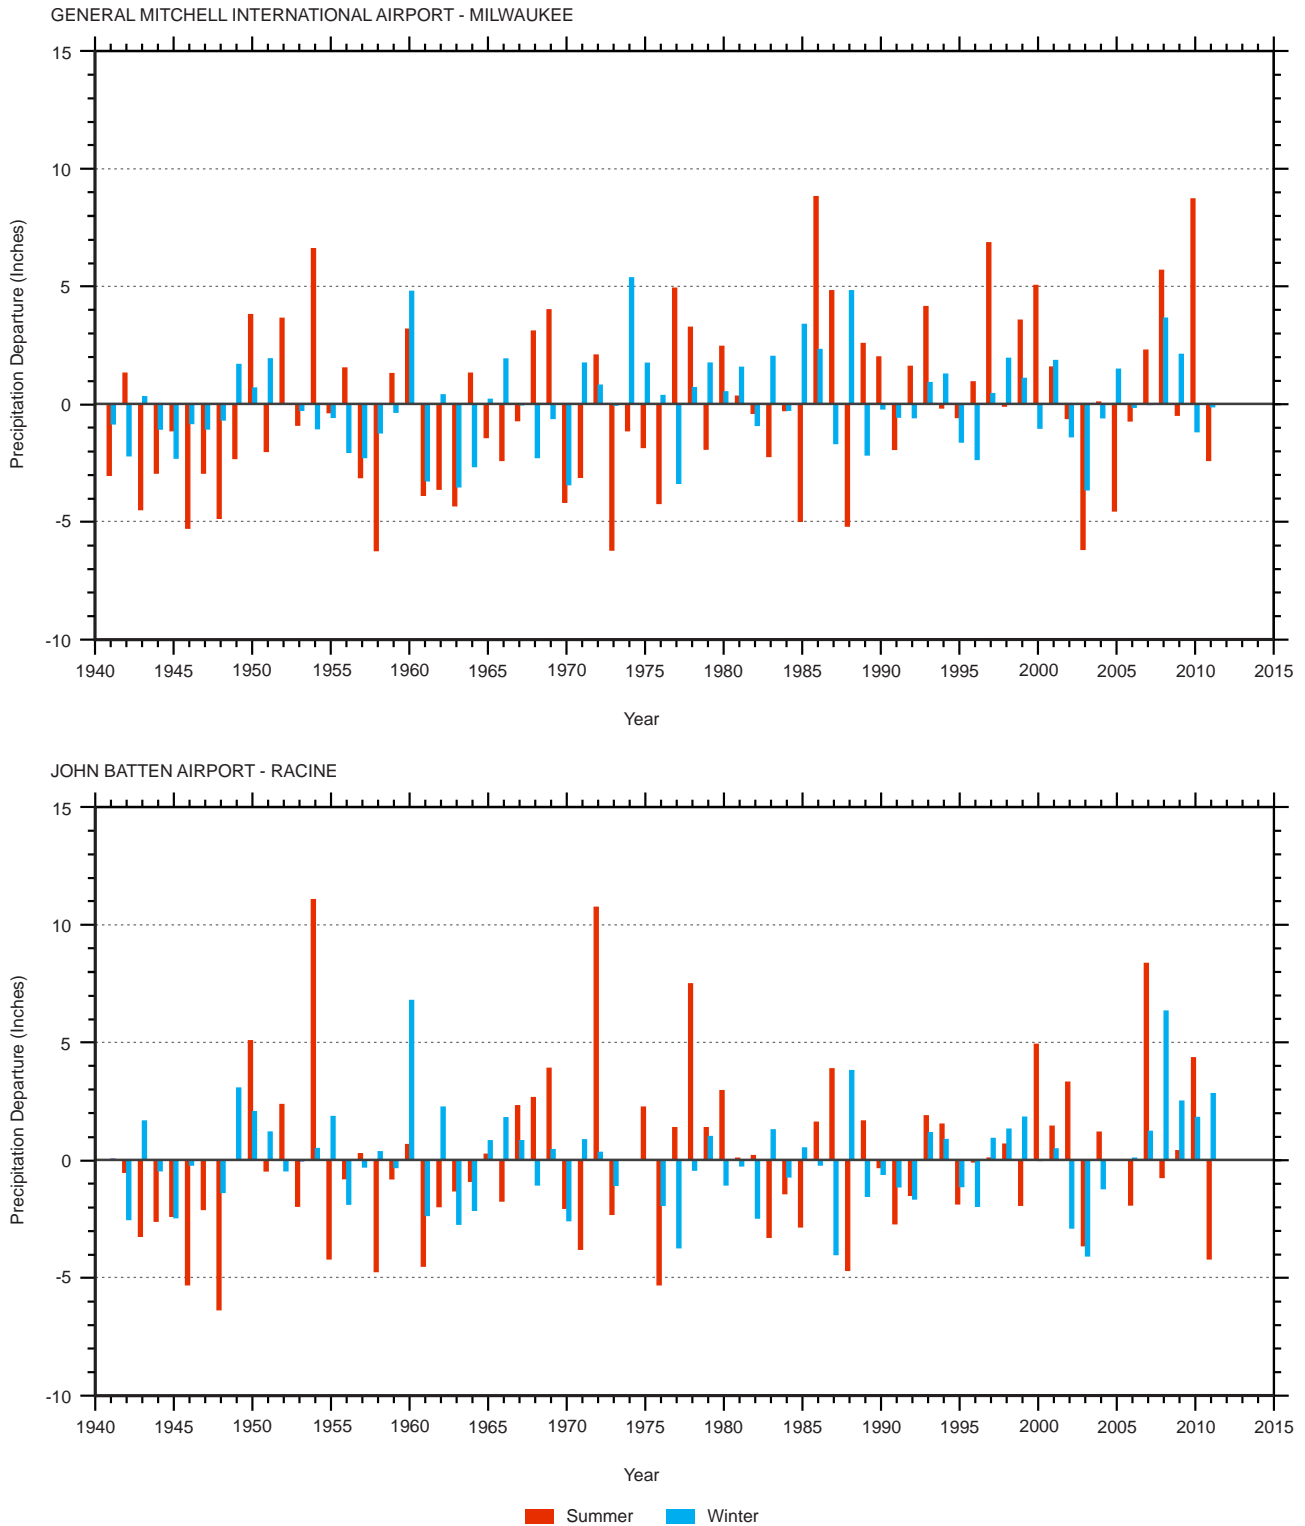 GENERAL MITCHELL INTERNATIONAL AIRPORT - MILWAUKEE
15
10
5
0
-5
-10
Precipitation Departure (Inches)
1940 1945 1950 1955 1960 1965 1970 1975 1980 1985 1990 1995 2000 2005 2010 2015
Year
JOHN BATTEN AIRPORT - RACINE
15
10
5
0
-5
-10
Precipitation Departure (Inches)
1940 1945 1950 1955 1960 1965 1970 1975 1980 1985 1990 1995 2000 2005 2010 2015
Year
Summer Winter